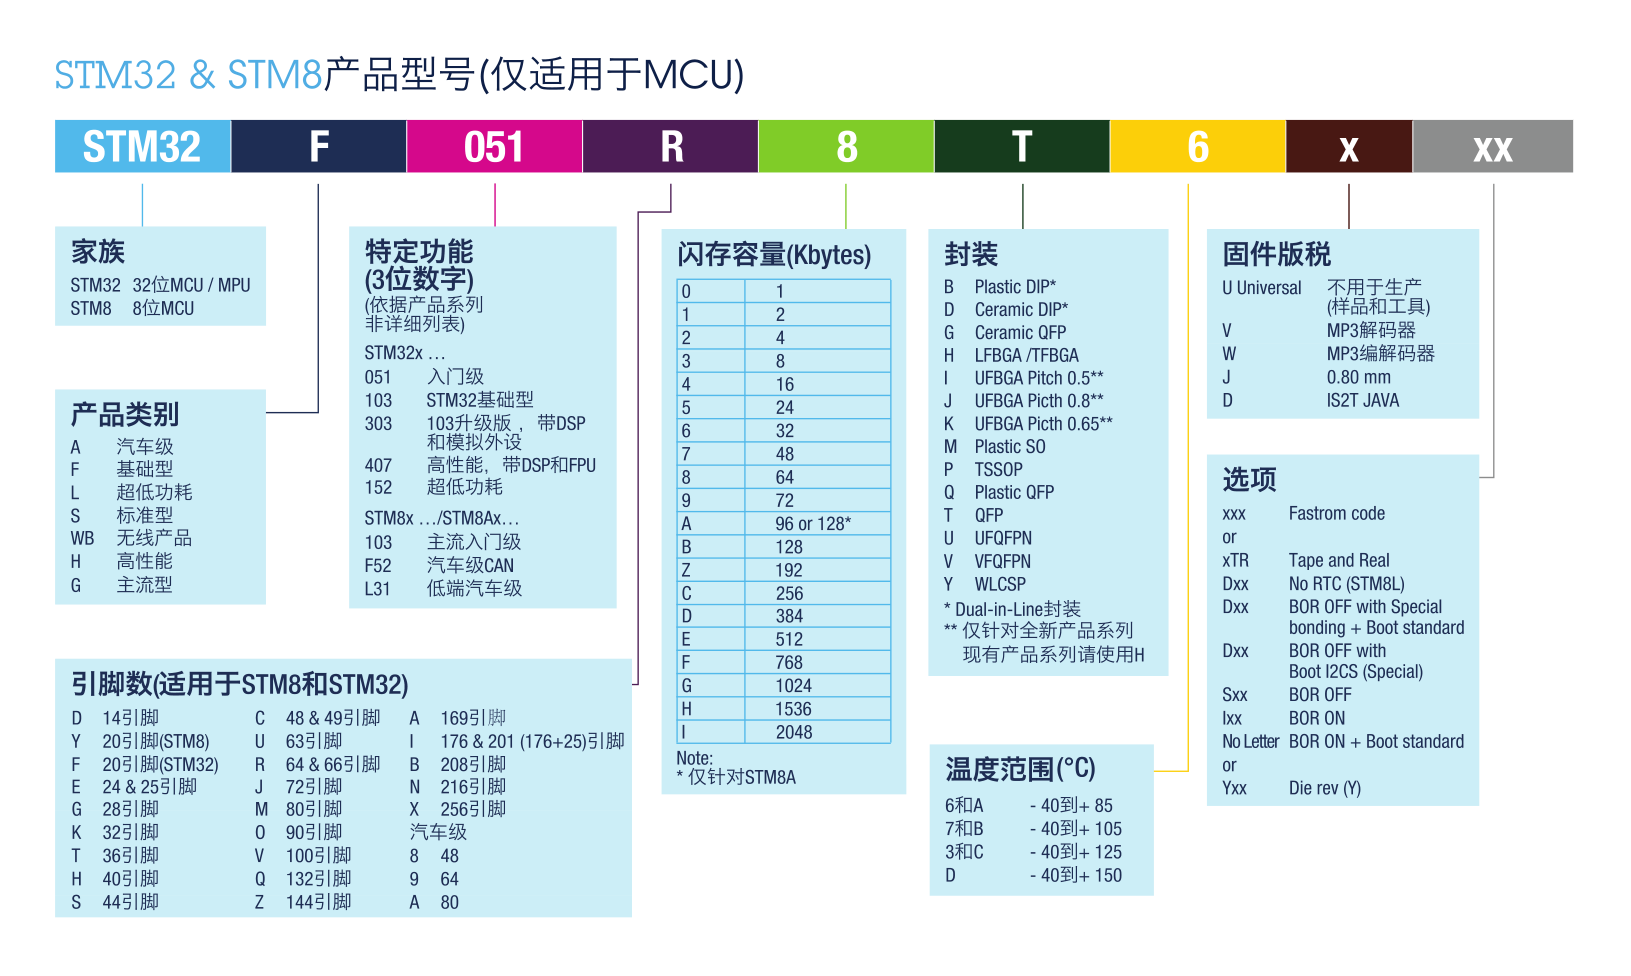 STM32 & STM8产品型号(仅适用于MCU)
STM32 F 051 R 8 T 6 x xx
家族
STM32 32位MCU / MPU
STM8 8位MCU
产品类别
A 汽车级
F 基础型
L 超低功耗
S 标准型
WB 无线产品
H 高性能
G 主流型
特定功能
(3位数字)
(依据产品系列
非详细列表)
STM32x …
051 入门级
103 STM32基础型
303 103升级版 ，带DSP
和模拟外设
407 高性能，带DSP和FPU
152 超低功耗
STM8x …/STM8Ax…
103 主流入门级
F52 汽车级CAN
L31 低端汽车级
引脚数(适用于STM8和STM32)
D 14引脚 C 48 & 49引脚 A 169引脚
Y 20引脚(STM8) U 63引脚 I 176 & 201 (176+25)引脚
F 20引脚(STM32) R 64 & 66引脚 B 208引脚
E 24 & 25引脚 J 72引脚 N 216引脚
G 28引脚 M 80引脚 X 256引脚
K 32引脚 O 90引脚 汽车级
T 36引脚 V 100引脚 8 48
H 40引脚 Q 132引脚 9 64
S 44引脚 Z 144引脚 A 80
闪存容量(Kbytes)
0 1
1 2
2 4
3 8
4 16
5 24
6 32
7 48
8 64
9 72
A 96 or 128*
B 128
Z 192
C 256
D 384
E 512
F 768
G 1024
H 1536
I 2048
Note:
* 仅针对STM8A
封装
B Plastic DIP*
D Ceramic DIP*
G Ceramic QFP
H LFBGA /TFBGA
I UFBGA Pitch 0.5**
J UFBGA Picth 0.8**
K UFBGA Picth 0.65**
M Plastic SO
P TSSOP
Q Plastic QFP
T QFP
U UFQFPN
V VFQFPN
Y WLCSP
* Dual-in-Line封装
** 仅针对全新产品系列
现有产品系列请使用H
温度范围(°C)
6和A - 40到+ 85
7和B - 40到+ 105
3和C - 40到+ 125
D - 40到+ 150
固件版税
U Universal 不用于生产
(样品和工具)
V MP3解码器
W MP3编解码器
J 0.80 mm
D IS2T JAVA
选项
xxx Fastrom code
or
xTR Tape and Real
Dxx No RTC (STM8L)
Dxx BOR OFF with Special
bonding + Boot standard
Dxx BOR OFF with
Boot I2CS (Special)
Sxx BOR OFF
Ixx BOR ON
No Letter BOR ON + Boot standard
or
Yxx Die rev (Y)